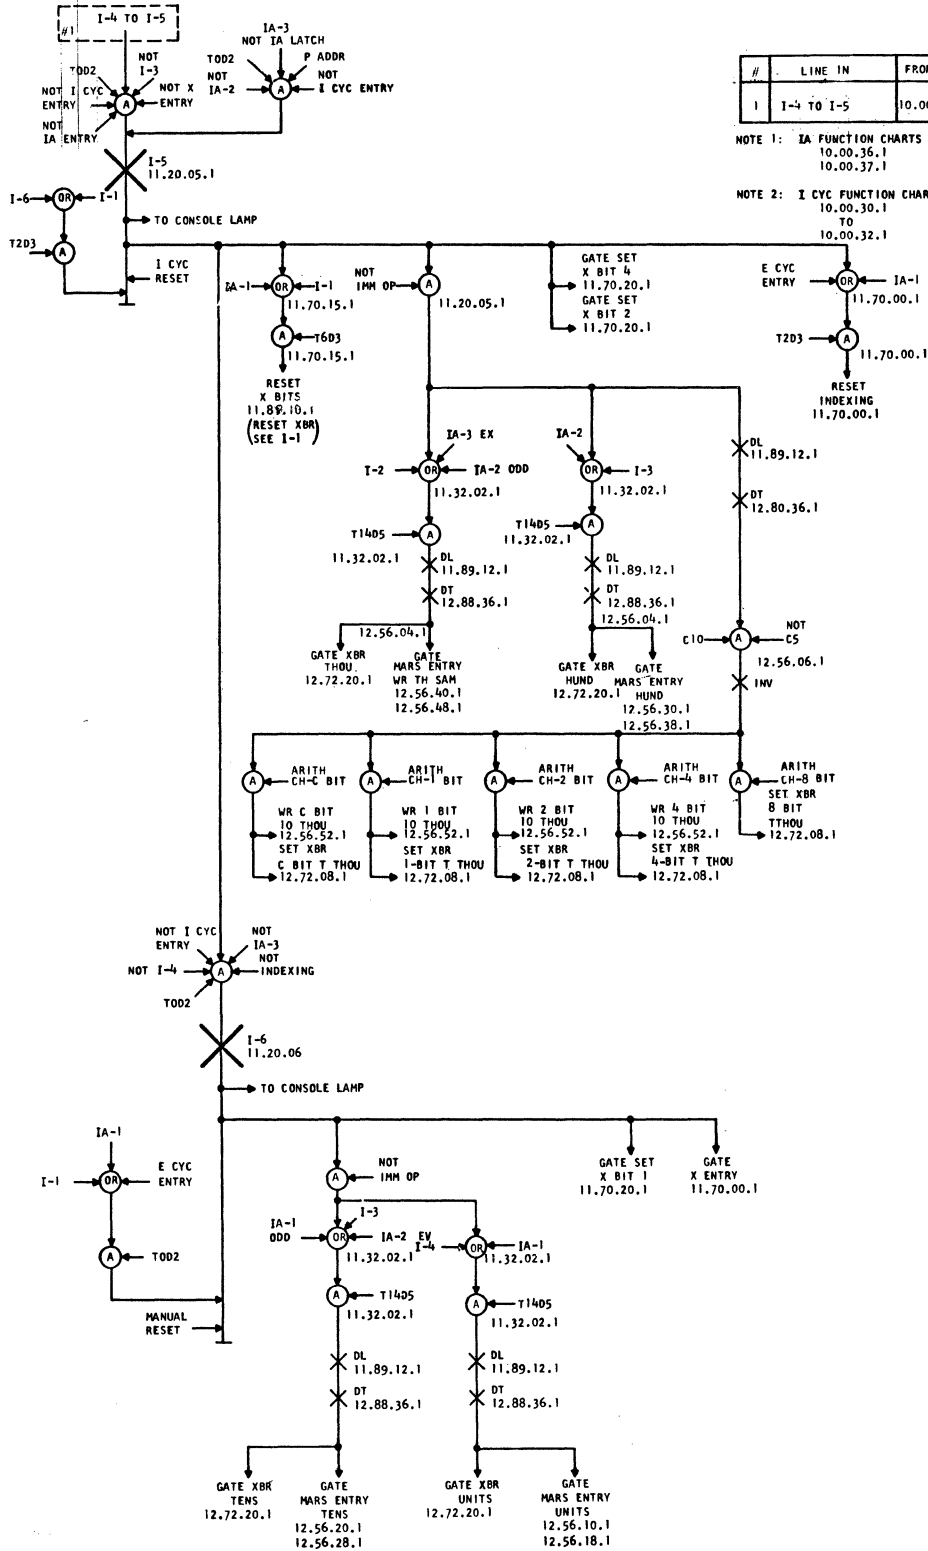 I-4 TO I-5
#1
IA-3
NOT IA LATCH
TOD2
P ADDR
NOT
IA-2
A
NOT
I CYC ENTRY
TOD2
NOT
I-3
NOT I CYC
ENTRY
A
NOT X
ENTRY
NOT
IA ENTRY
# LINE IN FROM
1 I-4 TO I-5 10.00
NOTE 1: IA FUNCTION CHARTS
10.00.36.1
10.00.37.1
NOTE 2: I CYC FUNCTION CHAR
10.00.30.1
TO
10.00.32.1
I-5
11.20.05.1
I-6 OR I-1
TO CONSOLE LAMP
T2D3 A
I CYC
RESET
IA-1 OR I-1
11.70.15.1
A T6D3
11.70.15.1
RESET
X BITS
11.89.10.1
(RESET XBR)
SEE I-1
NOT
IMM OP A
11.20.05.1
GATE SET
X BIT 4
11.70.20.1
GATE SET
X BIT 2
11.70.20.1
E CYC
ENTRY
OR IA-1
11.70.00.1
T2D3 A
11.70.00.1
RESET
INDEXING
11.70.00.1
IA-3 EX
I-2 OR IA-2 ODD
11.32.02.1
T14D5 A
11.32.02.1
DL
11.89.12.1
DT
12.88.36.1
12.56.04.1
GATE XBR
THOU.
12.72.20.1
GATE
MARS ENTRY
WR TH SAM
12.56.40.1
12.56.48.1
IA-2
OR I-3
11.32.02.1
T14D5 A
11.32.02.1
DL
11.89.12.1
DT
12.88.36.1
12.56.04.1
GATE XBR
HUND
12.72.20.1
GATE
MARS ENTRY
HUND
12.56.30.1
12.56.38.1
DL
11.89.12.1
DT
12.80.36.1
C10 A
NOT
C5
12.56.06.1
INV
A ARITH
CH-C BIT
WR C BIT
10 THOU
12.56.52.1
SET XBR
C BIT T THOU
12.72.08.1
A ARITH
CH-1 BIT
WR 1 BIT
10 THOU
12.56.52.1
SET XBR
1-BIT T THOU
12.72.08.1
A ARITH
CH-2 BIT
WR 2 BIT
10 THOU
12.56.52.1
SET XBR
2-BIT T THOU
12.72.08.1
A ARITH
CH-4 BIT
WR 4 BIT
10 THOU
12.56.52.1
SET XBR
4-BIT T THOU
12.72.08.1
A ARITH
CH-8 BIT
SET XBR
8 BIT
TTHOU
12.72.08.1
NOT I CYC
ENTRY
NOT
IA-3
NOT I-4 A
NOT
INDEXING
TOD2
I-6
11.20.06
TO CONSOLE LAMP
IA-1
I-1 OR
E CYC
ENTRY
A TOD2
MANUAL
RESET
A
NOT
IMM OP
I-3
IA-1
ODD
OR IA-2 EV
11.32.02.1
A T14D5
11.32.02.1
DL
11.89.12.1
DT
12.88.36.1
GATE XBR
TENS
12.72.20.1
GATE
MARS ENTRY
TENS
12.56.20.1
12.56.28.1
I-4 OR IA-1
11.32.02.1
A T14D5
11.32.02.1
DL
11.89.12.1
DT
12.88.36.1
GATE XBR
UNITS
12.72.20.1
GATE
MARS ENTRY
UNITS
12.56.10.1
12.56.18.1
GATE SET
X BIT 1
11.70.20.1
GATE
X ENTRY
11.70.00.1